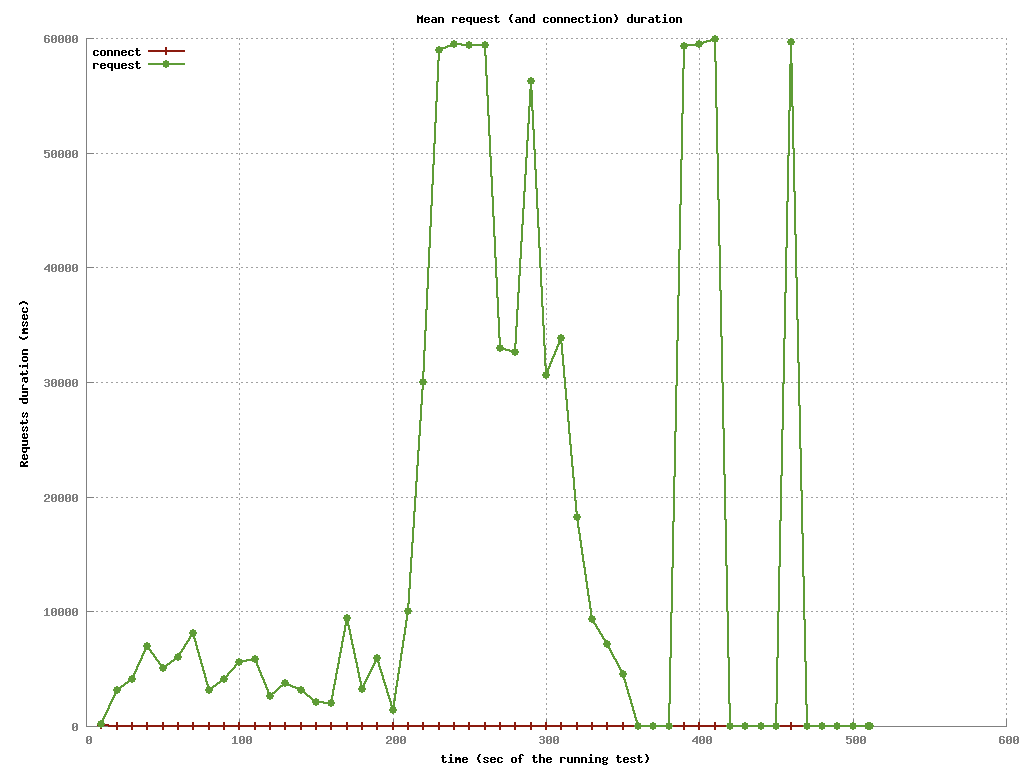 Mean request (and connection) duration
60000
connect
request
50000
40000
30000
20000
10000
0
Requests duration (msec)
0 100 200 300 400 500 600
time (sec of the running test)